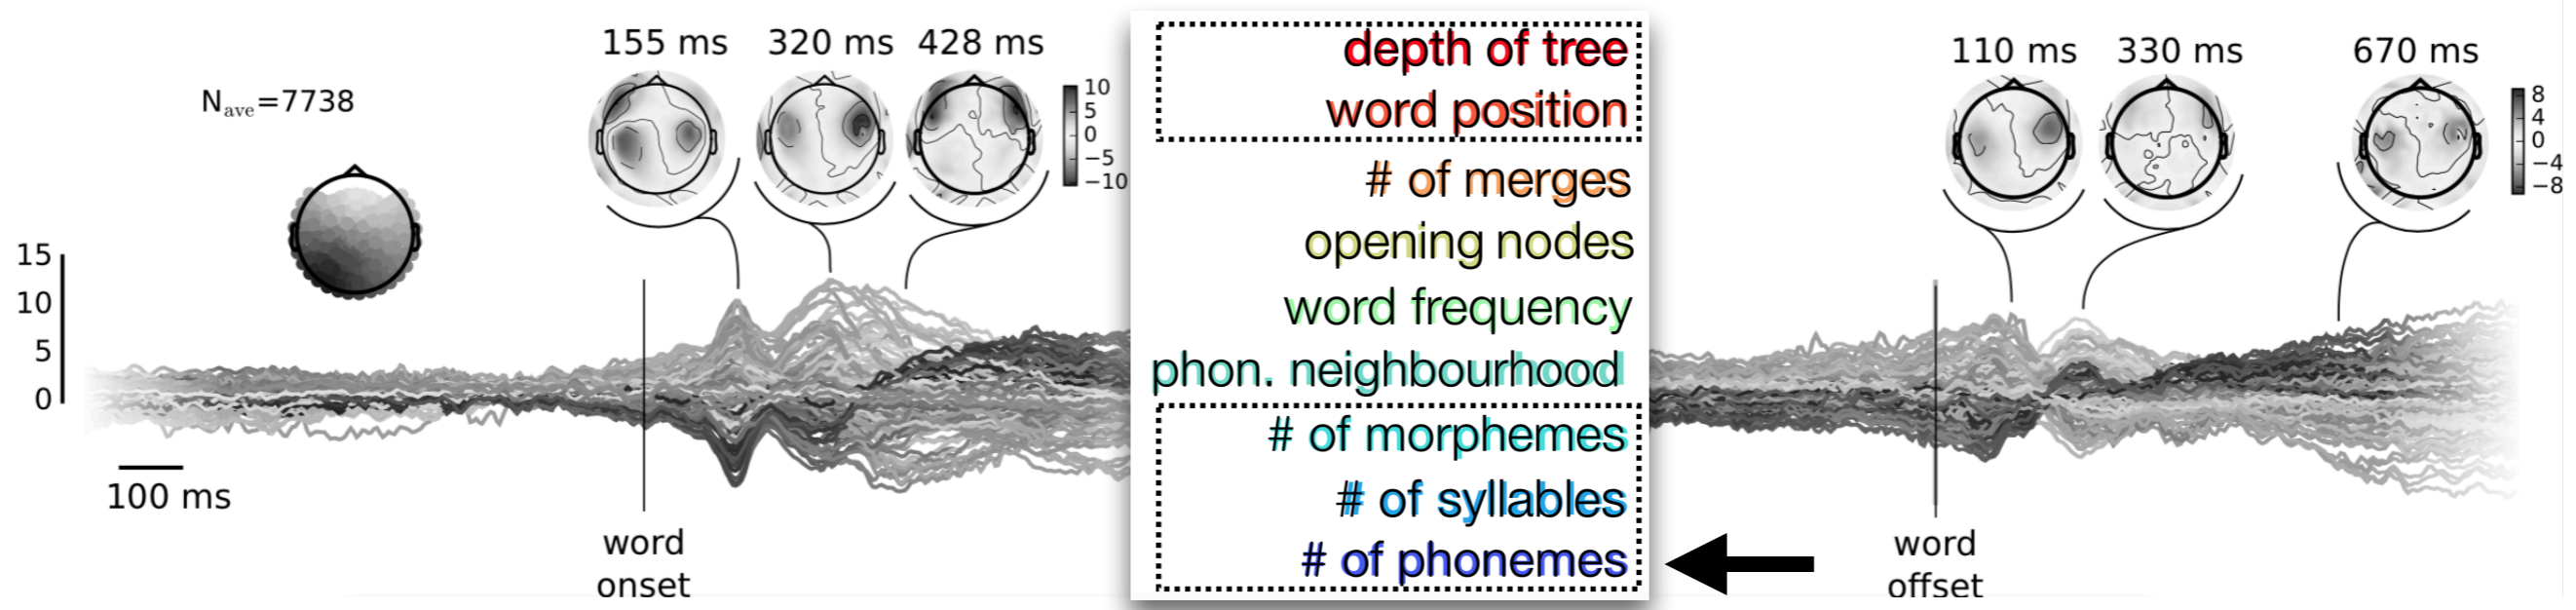 155 ms
320 ms
428 ms
Nave=7738
10
5
0
−5
−10
15
10
5
0
100 ms
word
onset
depth of tree
word position
# of merges
opening nodes
word frequency
phon. neighbourhood
# of morphemes
# of syllables
# of phonemes
110 ms
330 ms
670 ms
8
4
0
−4
−8
word
offset